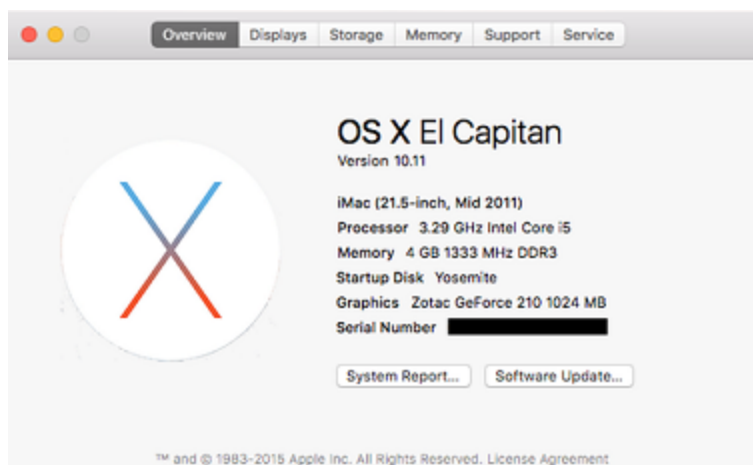 Overview Displays Storage Memory Support Service
OS X El Capitan
Version 10.11
iMac (21.5-inch, Mid 2011)
Processor 3.29 GHz Intel Core i5
Memory 4 GB 1333 MHz DDR3
Startup Disk Yosemite
Graphics Zotac GeForce 210 1024 MB
Serial Number
System Report... Software Update...
™ and © 1983-2015 Apple Inc. All Rights Reserved. License Agreement